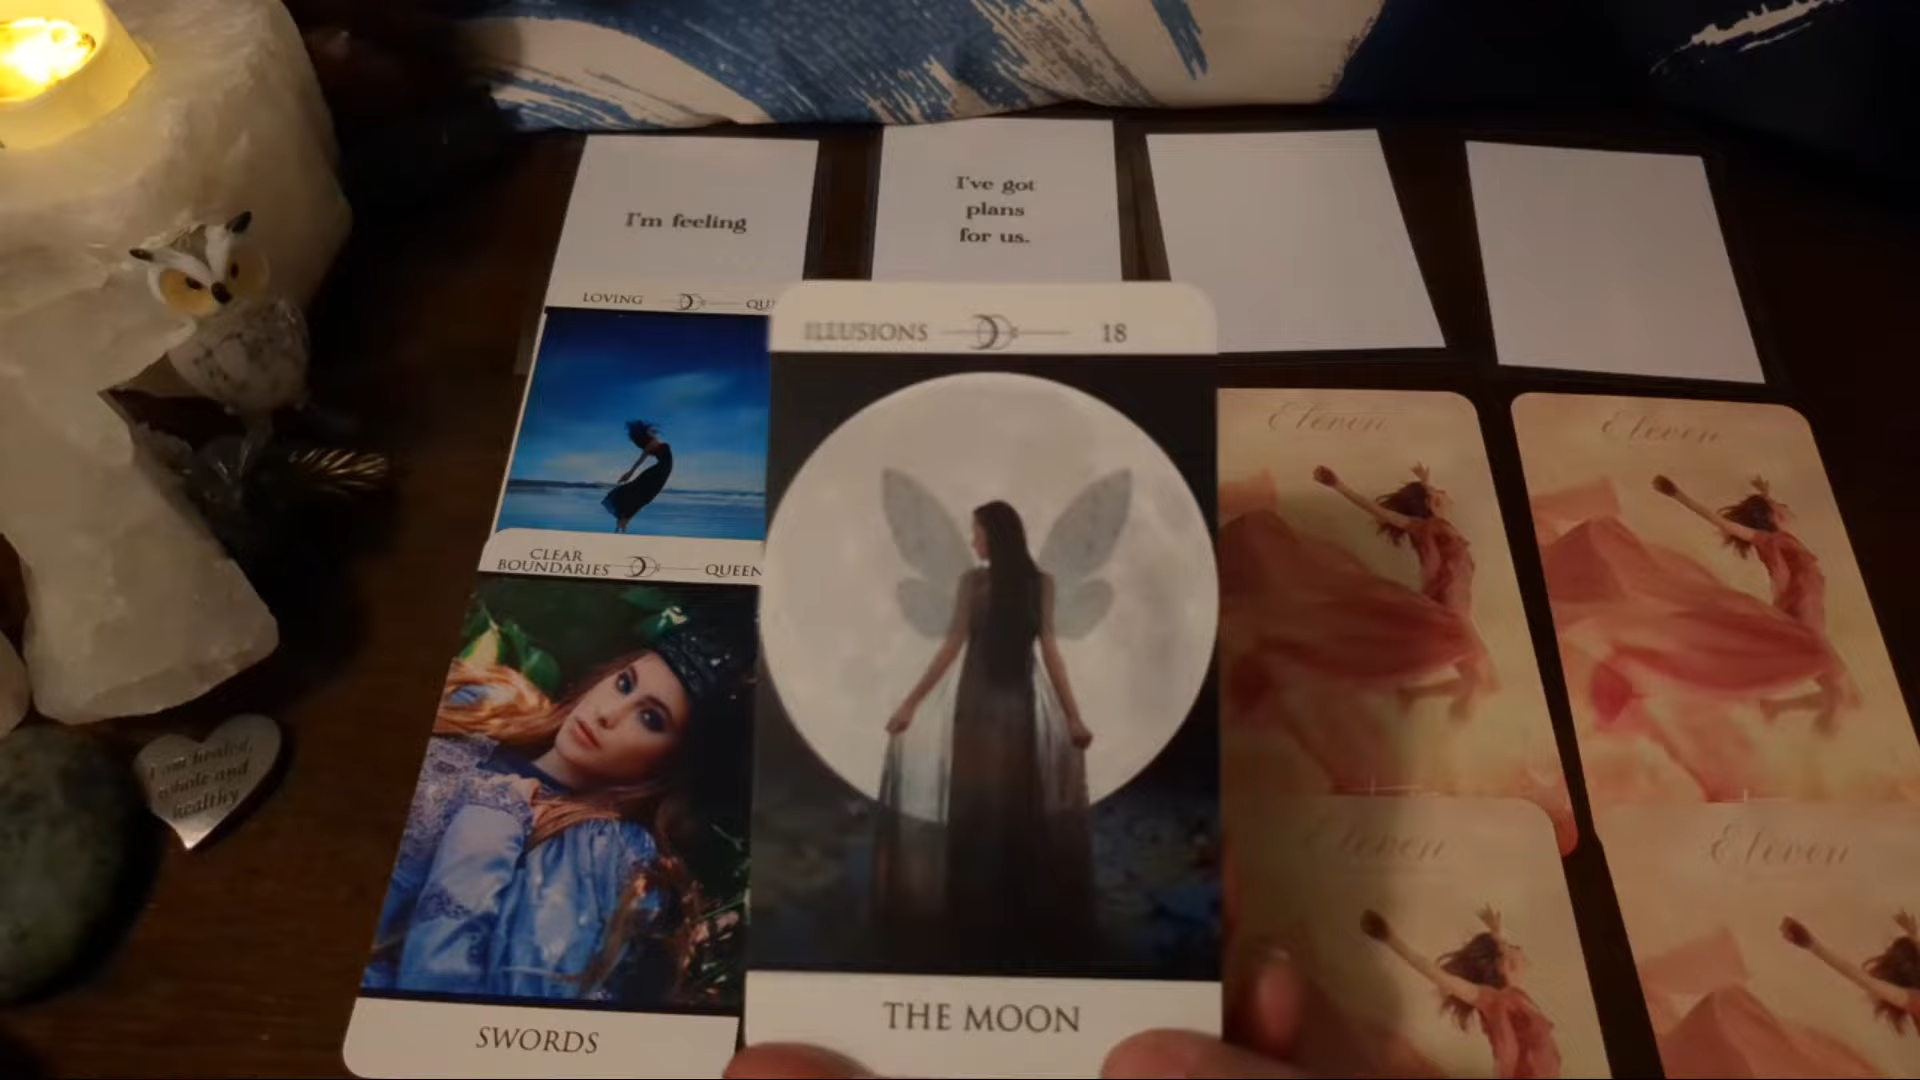 I'm feeling
I've got
plans
for us.
LOVING
ILLUSIONS 18
CLEAR
BOUNDARIES QUEEN
SWORDS
THE MOON
Eleven
Eleven
Eleven
Eleven
I am healed,
whole and
healthy